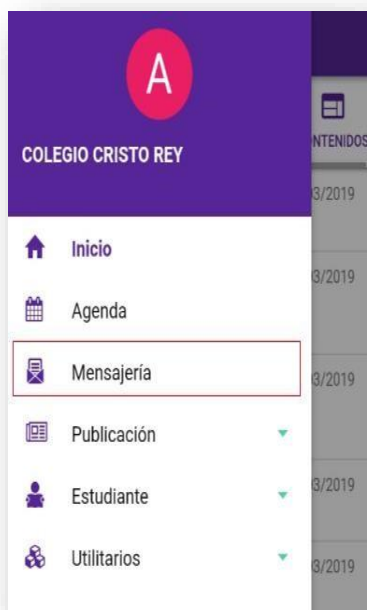 A
COLEGIO CRISTO REY
NTENIDOS
3/2019
Inicio
3/2019
Agenda
Mensajería
3/2019
Publicación
3/2019
Estudiante
Utilitarios
3/2019